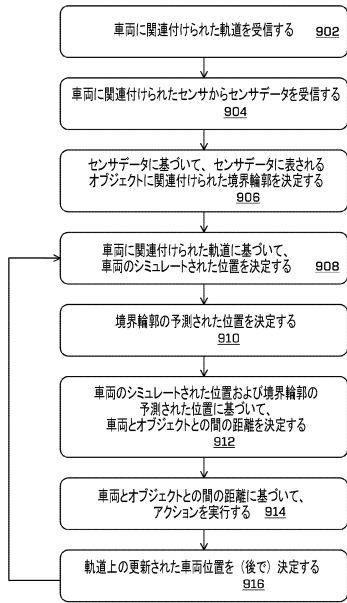 車両に関連付けられた軌道を受信する 902
車両に関連付けられたセンサからセンサデータを受信する
904
センサデータに基づいて、センサデータに表される
オブジェクトに関連付けられた境界輪郭を決定する
906
車両に関連付けられた軌道に基づいて、
車両のシミュレートされた位置を決定する 908
境界輪郭の予測された位置を決定する
910
車両のシミュレートされた位置および境界輪郭の
予測された位置に基づいて、
車両とオブジェクトとの間の距離を決定する
912
車両とオブジェクトとの間の距離に基づいて、
アクションを実行する 914
軌道上の更新された車両位置を（後で）決定する
916